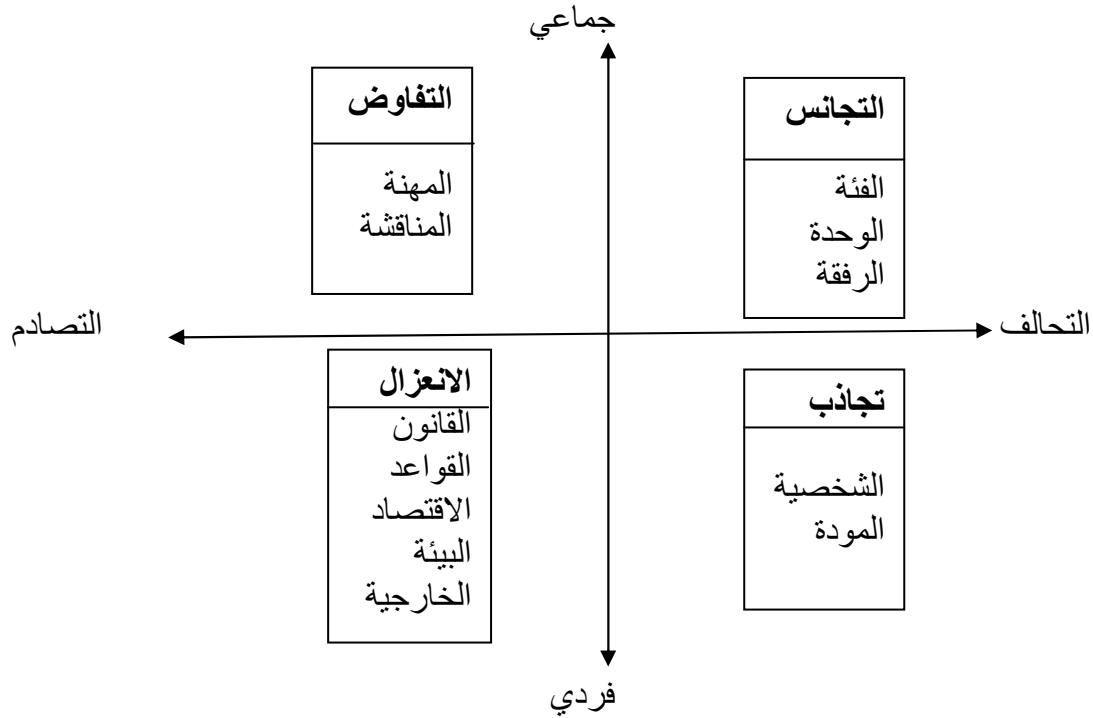 جماعي
التجانس
الفئة
الوحدة
الرفقة
التفاوض
المهنة
المناقشة
التحالف
التصادم
تجاذب
الشخصية
المودة
الانعزال
القانون
القواعد
الاقتصاد
البيئة
الخارجية
فردي